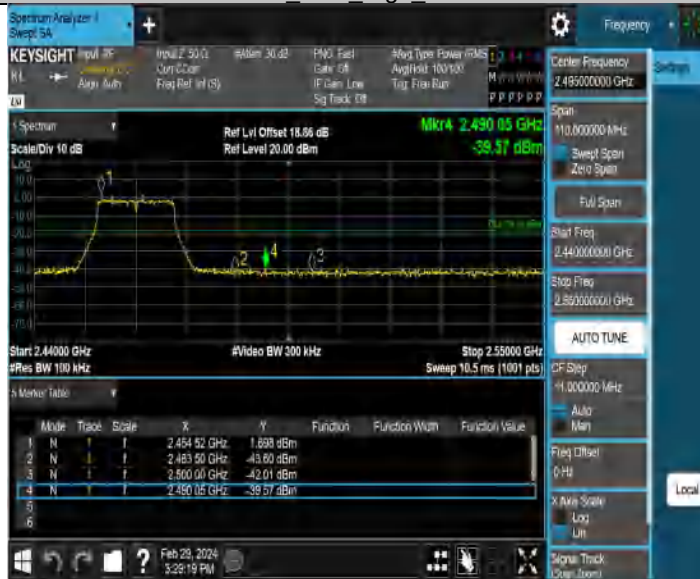 Spectrum Analyzer 1
Swept SA
+
Frequency
KEYSIGHT
Input: RF
Align: Auto
Input Z: 50 Ω
Corr CCorr
Freq Ref: Int (S)
#Atten: 30 dB
PNO: Fast
Gate: Off
IF Gain: Low
Sig Track: Off
#Avg Type: Power (RMS)
Avg|Hold: 100/100
Trig: Free Run
P P P P P P
Center Frequency
2.495000000 GHz
Span
110.000000 MHz
Swept Span
Zero Span
Full Span
Start Freq
2.440000000 GHz
Stop Freq
2.550000000 GHz
AUTO TUNE
CF Step
11.000000 MHz
Auto
Man
Freq Offset
0 Hz
X Axis Scale
Log
Lin
Signal Track
(Span Zoom)
Local
1 Spectrum
Scale/Div 10 dB
Log
Ref Lvl Offset 18.86 dB
Ref Level 20.00 dBm
Mkr4 2.490 05 GHz
-39.57 dBm
1
2
4
3
Start 2.44000 GHz
#Res BW 100 kHz
#Video BW 300 kHz
Stop 2.55000 GHz
Sweep 10.5 ms (1001 pts)
5 Marker Table
Mode Trace Scale X Y Function Function Width Function Value
1 N 1 f 2.454 52 GHz 1.698 dBm
2 N 1 f 2.483 50 GHz -43.60 dBm
3 N 1 f 2.500 00 GHz -42.01 dBm
4 N 1 f 2.490 05 GHz -39.57 dBm
5
6
?
Feb 29, 2024
3:29:19 PM